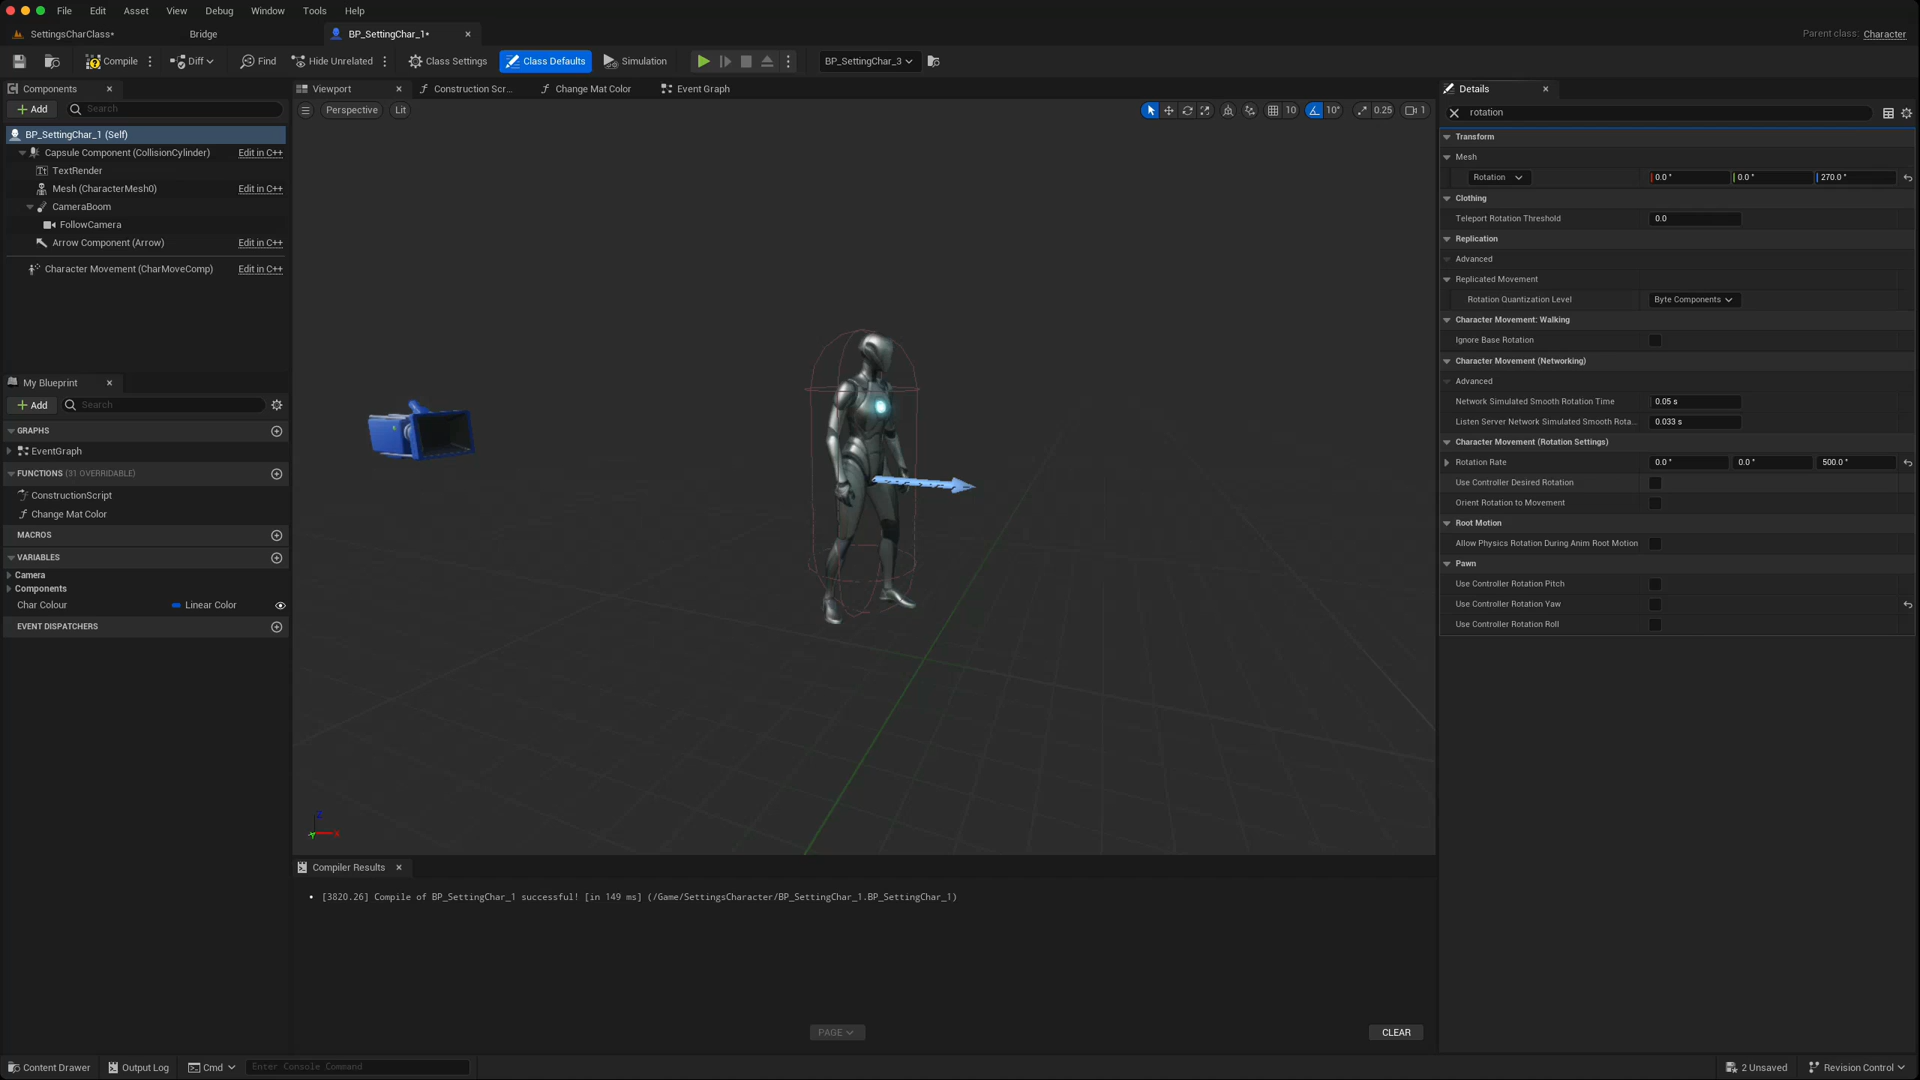 File Edit Asset View Debug Window Tools Help
SettingsCharClass* Bridge BP_SettingChar_1* Parent class: Character
Compile Diff Find Hide Unrelated Class Settings Class Defaults Simulation BP_SettingChar_3
Components
Add Search
BP_SettingChar_1 (Self)
Capsule Component (CollisionCylinder) Edit in C++
TextRender
Mesh (CharacterMesh0) Edit in C++
CameraBoom
FollowCamera
Arrow Component (Arrow) Edit in C++
Character Movement (CharMoveComp) Edit in C++
My Blueprint
Add Search
GRAPHS
EventGraph
FUNCTIONS (31 OVERRIDABLE)
ConstructionScript
Change Mat Color
MACROS
VARIABLES
Camera
Components
Char Colour Linear Color
EVENT DISPATCHERS
Viewport Construction Scr... Change Mat Color Event Graph
Perspective Lit 10 10° 0.25 1
Z
X
Compiler Results
• [3820.26] Compile of BP_SettingChar_1 successful! [in 149 ms] (/Game/SettingsCharacter/BP_SettingChar_1.BP_SettingChar_1)
PAGE CLEAR
Details
rotation
Transform
Mesh
Rotation 0.0 ° 0.0 ° 270.0 °
Clothing
Teleport Rotation Threshold 0.0
Replication
Advanced
Replicated Movement
Rotation Quantization Level Byte Components
Character Movement: Walking
Ignore Base Rotation
Character Movement (Networking)
Advanced
Network Simulated Smooth Rotation Time 0.05 s
Listen Server Network Simulated Smooth Rota... 0.033 s
Character Movement (Rotation Settings)
Rotation Rate 0.0 ° 0.0 ° 500.0 °
Use Controller Desired Rotation
Orient Rotation to Movement
Root Motion
Allow Physics Rotation During Anim Root Motion
Pawn
Use Controller Rotation Pitch
Use Controller Rotation Yaw
Use Controller Rotation Roll
Content Drawer Output Log Cmd Enter Console Command 2 Unsaved Revision Control